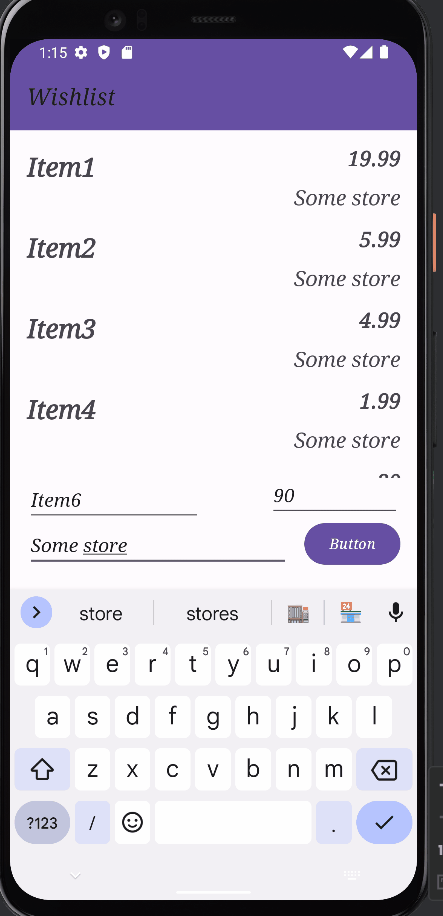 1:15
Wishlist
Item1 19.99
Some store
Item2 5.99
Some store
Item3 4.99
Some store
Item4 1.99
Some store
Item6 90
Some store Button
store stores 24
q1 w2 e3 r4 t5 y6 u7 i8 o9 p0
a s d f g h j k l
z x c v b n m
?123 / .